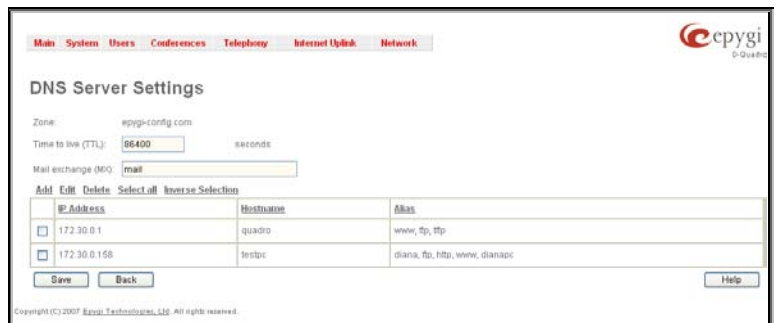 Main System Users Conferences Telephony Internet Uplink Network
epygi
D-Quadro
DNS Server Settings
Zone: epygi-config.com
Time to live (TTL): 86400 seconds
Mail exchange (MX): mail
Add Edit Delete Select all Inverse Selection
IP Address Hostname Alias
172.30.0.1 quadro www, ftp, tftp
172.30.0.158 testpc diana, ftp, http, www, dianapc
Save Back Help
Copyright (C) 2007 Epygi Technologies, Ltd. All rights reserved.